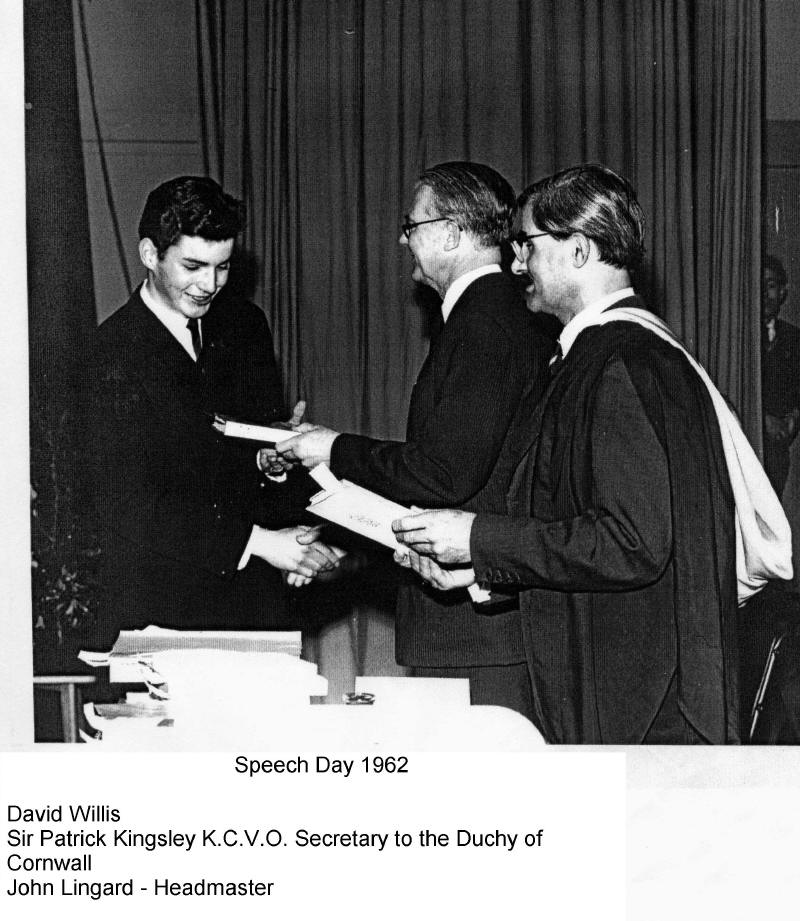 Speech Day 1962
David Willis
Sir Patrick Kingsley K.C.V.O. Secretary to the Duchy of
Cornwall
John Lingard - Headmaster